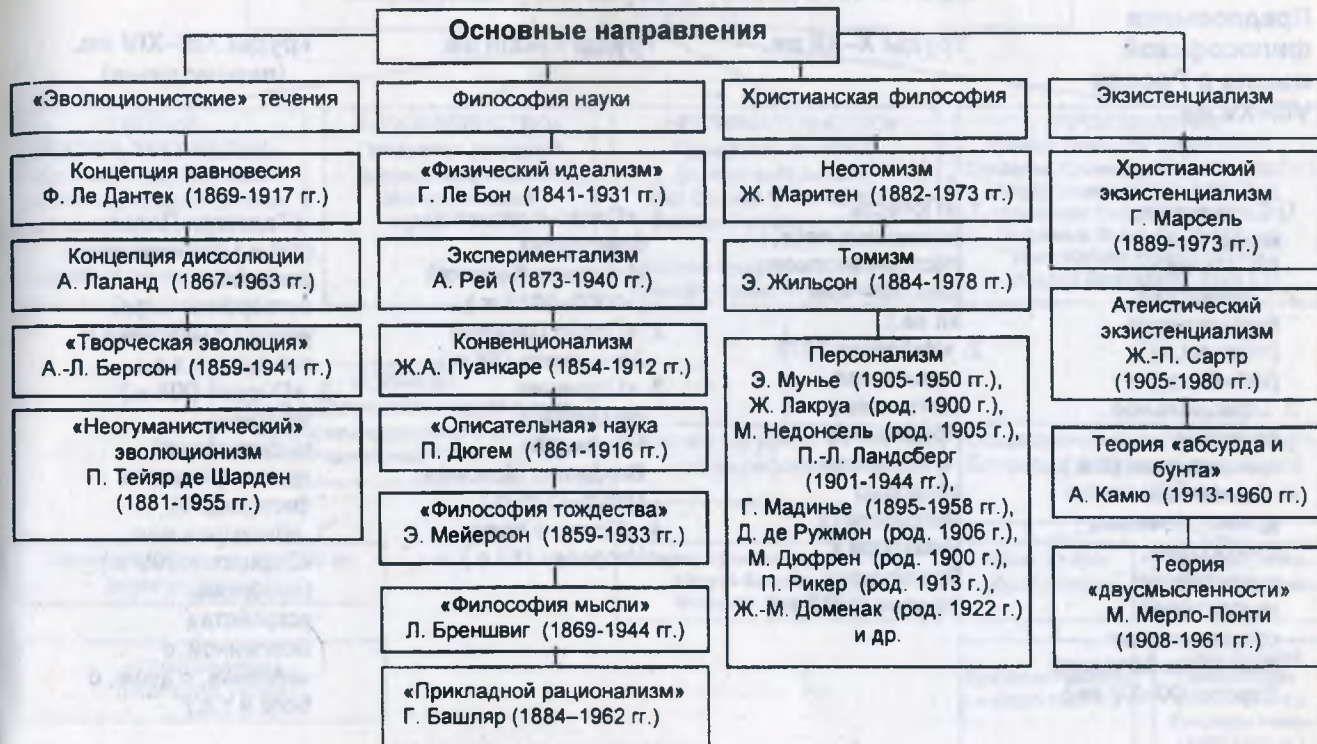 Основные направления
«Эволюционистские» течения
Концепция равновесия
Ф. Ле Дантек (1869-1917 гг.)
Концепция диссолюции
А. Лаланд (1867-1963 гг.)
«Творческая эволюция»
А.-Л. Бергсон (1859-1941 гг.)
«Неогуманистический»
эволюционизм
П. Тейяр де Шарден
(1881-1955 гг.)
Философия науки
«Физический идеализм»
Г. Ле Бон (1841-1931 гг.)
Экспериментализм
А. Рей (1873-1940 гг.)
Конвенционализм
Ж.А. Пуанкаре (1854-1912 гг.)
«Описательная» наука
П. Дюгем (1861-1916 гг.)
«Философия тождества»
Э. Мейерсон (1859-1933 гг.)
«Философия мысли»
Л. Бреншвиг (1869-1944 гг.)
«Прикладной рационализм»
Г. Башляр (1884–1962 гг.)
Христианская философия
Неотомизм
Ж. Маритен (1882-1973 гг.)
Томизм
Э. Жильсон (1884-1978 гг.)
Персонализм
Э. Мунье (1905-1950 гг.),
Ж. Лакруа (род. 1900 г.),
М. Недонсель (род. 1905 г.),
П.-Л. Ландсберг
(1901-1944 гг.),
Г. Мадинье (1895-1958 гг.),
Д. де Ружмон (род. 1906 г.),
М. Дюфрен (род. 1900 г.),
П. Рикер (род. 1913 г.),
Ж.-М. Доменак (род. 1922 г.)
и др.
Экзистенциализм
Христианский
экзистенциализм
Г. Марсель
(1889-1973 гг.)
Атеистический
экзистенциализм
Ж.-П. Сартр
(1905-1980 гг.)
Теория «абсурда и
бунта»
А. Камю (1913-1960 гг.)
Теория
«двусмысленности»
М. Мерло-Понти
(1908-1961 гг.)